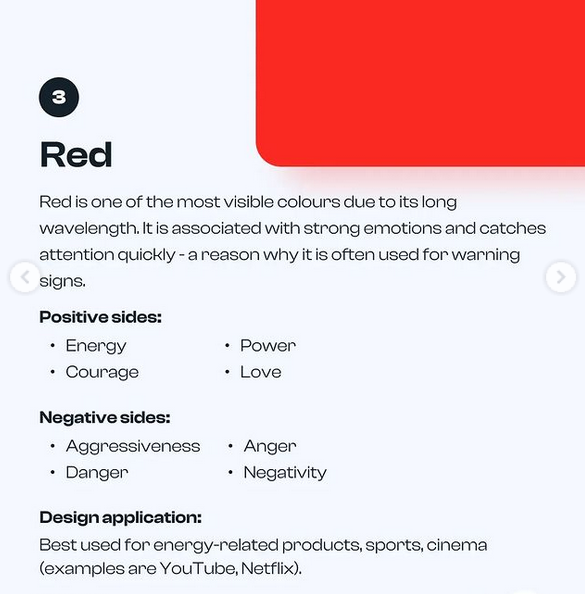 3
Red
Red is one of the most visible colours due to its long
wavelength. It is associated with strong emotions and catches
attention quickly - a reason why it is often used for warning
signs.
Positive sides:
• Energy • Power
• Courage • Love
Negative sides:
• Aggressiveness • Anger
• Danger • Negativity
Design application:
Best used for energy-related products, sports, cinema
(examples are YouTube, Netflix).